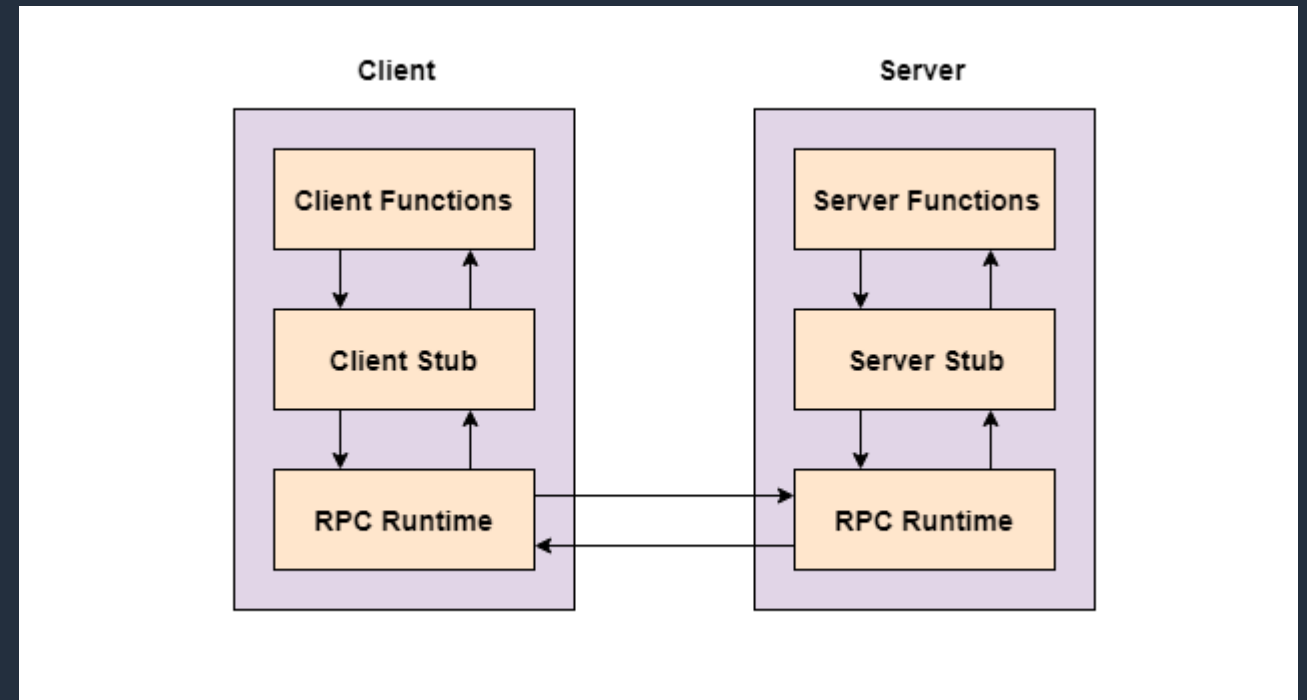 Client
Server
Client Functions
Server Functions
Client Stub
Server Stub
RPC Runtime
RPC Runtime